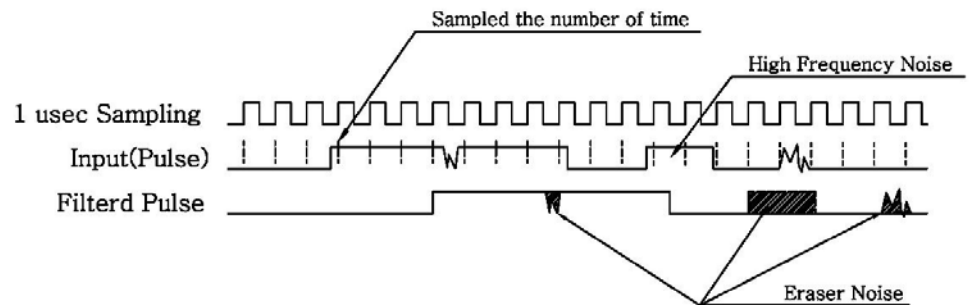 Sampled the number of time
High Frequency Noise
1 usec Sampling
Input(Pulse)
Filterd Pulse
Eraser Noise